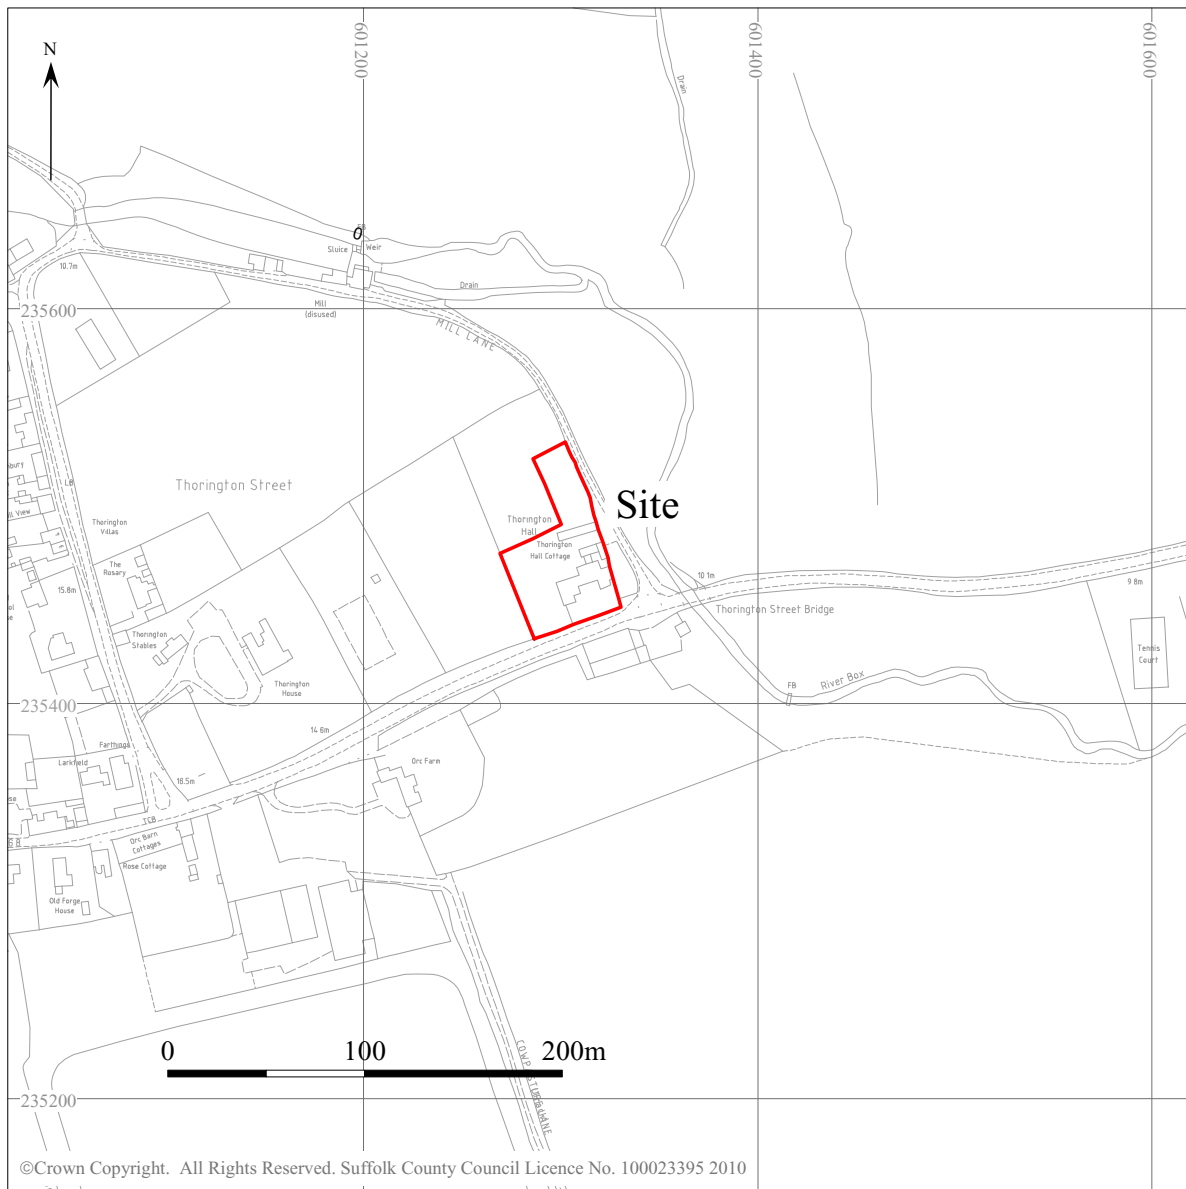 601200
601400
601600
N
Drain
Sluice
Weir
10.7m
Drain
235600
Mill
(disused)
MILL LANE
Thorington Street
Site
LB
Thorington
Hall
Thorington
Hall Cottage
Thorington
Villas
The
Rosary
15.8m
10.1m
9.8m
Thorington Street Bridge
Thorington
Stables
Tennis
Court
Thorington
House
FB
River Box
235400
14.6m
Farthings
Larkfield
Orc Farm
18.5m
TCB
Orc Barn
Cottages
Rose Cottage
Old Forge
House
0
100
200m
235200
©Crown Copyright. All Rights Reserved. Suffolk County Council Licence No. 100023395 2010